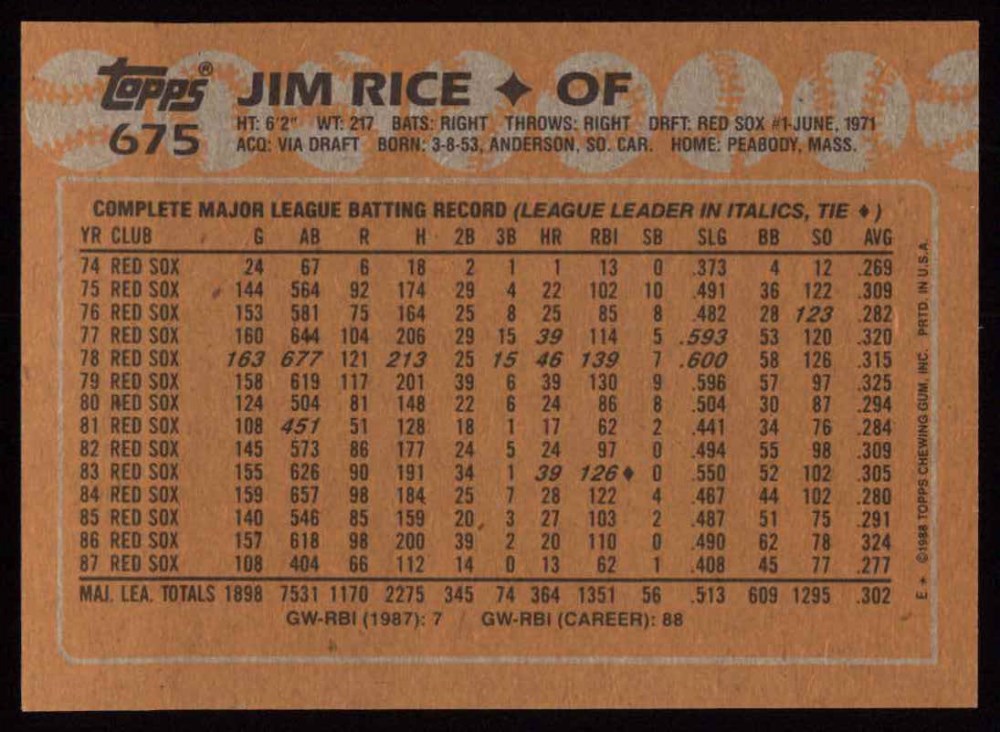 Topps® JIM RICE ✦ OF
675
HT: 6'2" WT: 217 BATS: RIGHT THROWS: RIGHT DRFT: RED SOX #1-JUNE, 1971
ACQ: VIA DRAFT BORN: 3-8-53, ANDERSON, SO. CAR. HOME: PEABODY, MASS.
COMPLETE MAJOR LEAGUE BATTING RECORD (LEAGUE LEADER IN ITALICS, TIE ♦)
YR CLUB G AB R H 2B 3B HR RBI SB SLG BB SO AVG
74 RED SOX 24 67 6 18 2 1 1 13 0 .373 4 12 .269
75 RED SOX 144 564 92 174 29 4 22 102 10 .491 36 122 .309
76 RED SOX 153 581 75 164 25 8 25 85 8 .482 28 123 .282
77 RED SOX 160 644 104 206 29 15 39 114 5 .593 53 120 .320
78 RED SOX 163 677 121 213 25 15 46 139 7 .600 58 126 .315
79 RED SOX 158 619 117 201 39 6 39 130 9 .596 57 97 .325
80 RED SOX 124 504 81 148 22 6 24 86 8 .504 30 87 .294
81 RED SOX 108 451 51 128 18 1 17 62 2 .441 34 76 .284
82 RED SOX 145 573 86 177 24 5 24 97 0 .494 55 98 .309
83 RED SOX 155 626 90 191 34 1 39 126♦ 0 .550 52 102 .305
84 RED SOX 159 657 98 184 25 7 28 122 4 .467 44 102 .280
85 RED SOX 140 546 85 159 20 3 27 103 2 .487 51 75 .291
86 RED SOX 157 618 98 200 39 2 20 110 0 .490 62 78 .324
87 RED SOX 108 404 66 112 14 0 13 62 1 .408 45 77 .277
MAJ. LEA. TOTALS 1898 7531 1170 2275 345 74 364 1351 56 .513 609 1295 .302
GW-RBI (1987): 7 GW-RBI (CAREER): 88
E* ©1988 TOPPS CHEWING GUM, INC. PRTD. IN U.S.A.